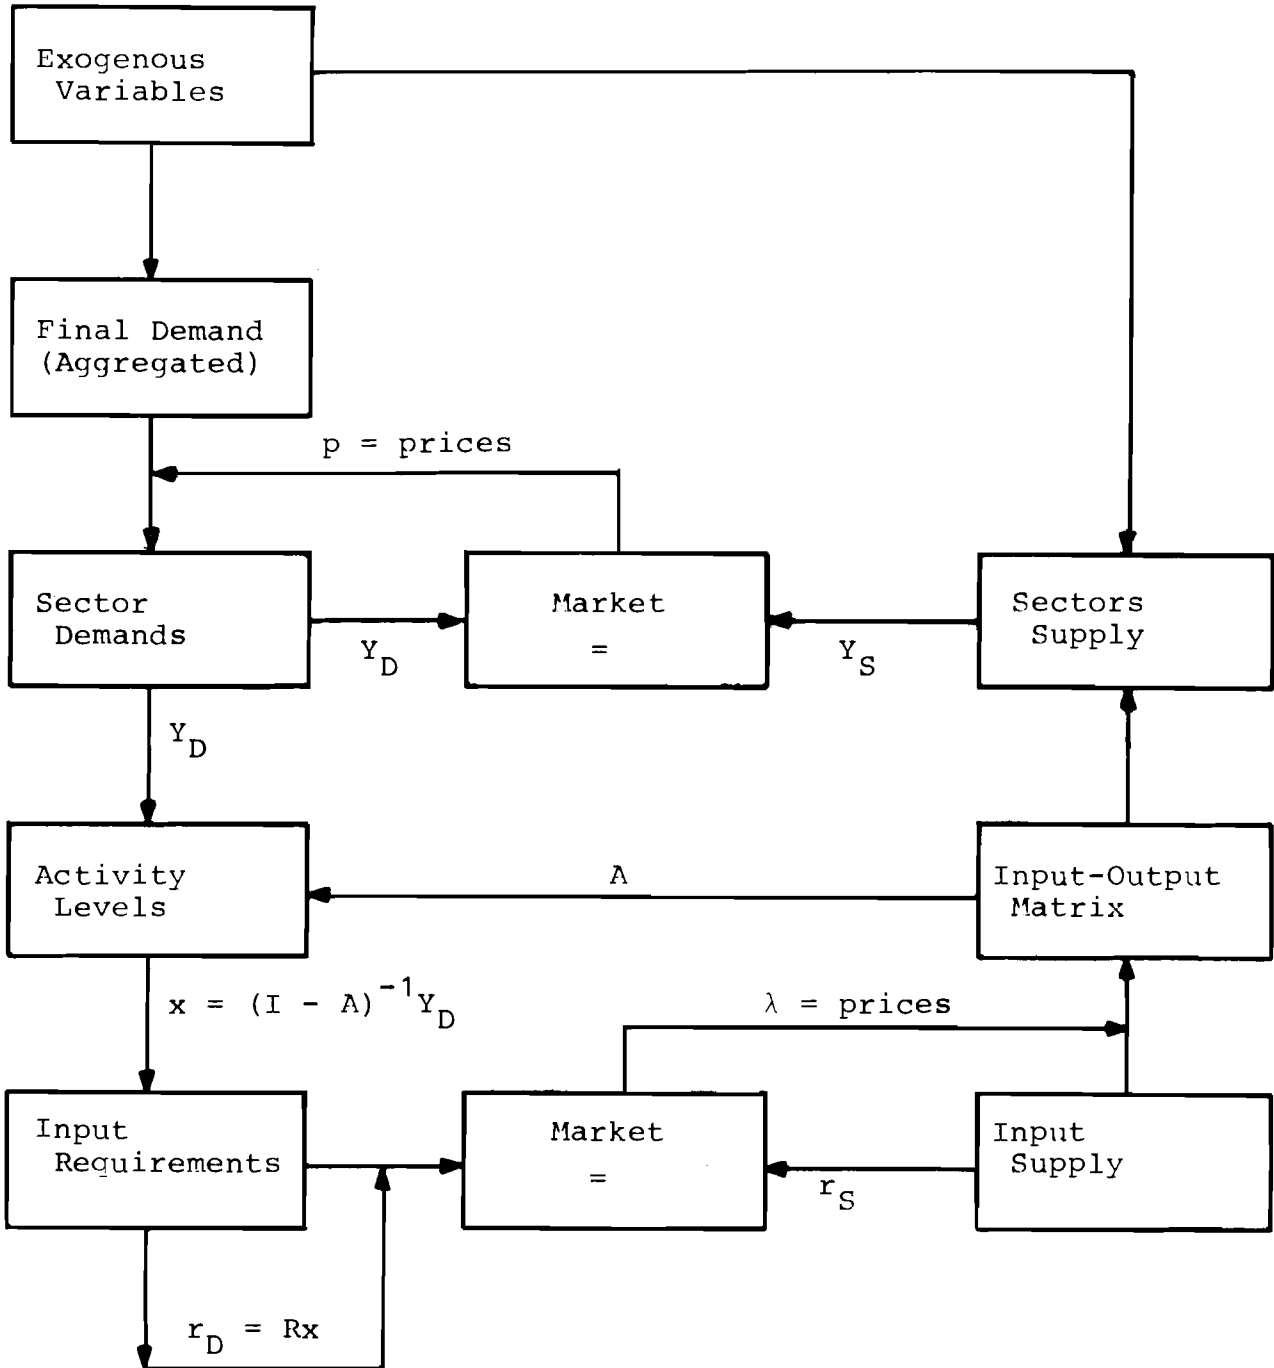 Exogenous
Variables
Final Demand
(Aggregated)
p = prices
Sector
Demands
Y_D
Market
=
Y_S
Sectors
Supply
Y_D
Activity
Levels
A
Input-Output
Matrix
x = (I - A)^-1 Y_D
λ = prices
Input
Requirements
Market
=
r_S
Input
Supply
r_D = Rx